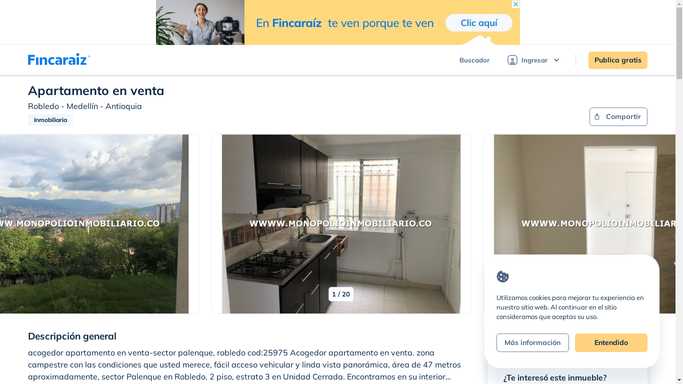 En Fincaraíz te ven porque te ven
Clic aquí
Fincaraiz
Buscador
Ingresar
Publica gratis
Apartamento en venta
Robledo - Medellín - Antioquia
Inmobiliaria
Compartir
WWWW.MONOPOLIOINMOBILIARIO.CO
WWWW.MONOPOLIOINMOBILIARIO.CO
WWWW.MONOPOLIOINMOB
1 / 20
Utilizamos cookies para mejorar tu experiencia en
nuestro sitio web. Al continuar en el sitio
consideramos que aceptas su uso.
Más información
Entendido
Descripción general
acogedor apartamento en venta-sector palenque, robledo cod:25975 Acogedor apartamento en venta. zona
campestre con las condiciones que usted merece, fácil acceso vehicular y linda vista panorámica, área de 47 metros
aproximadamente, sector Palenque en Robledo. 2 piso, estrato 3 en Unidad Cerrada. Encontramos en su interior...
¿Te interesó este inmueble?